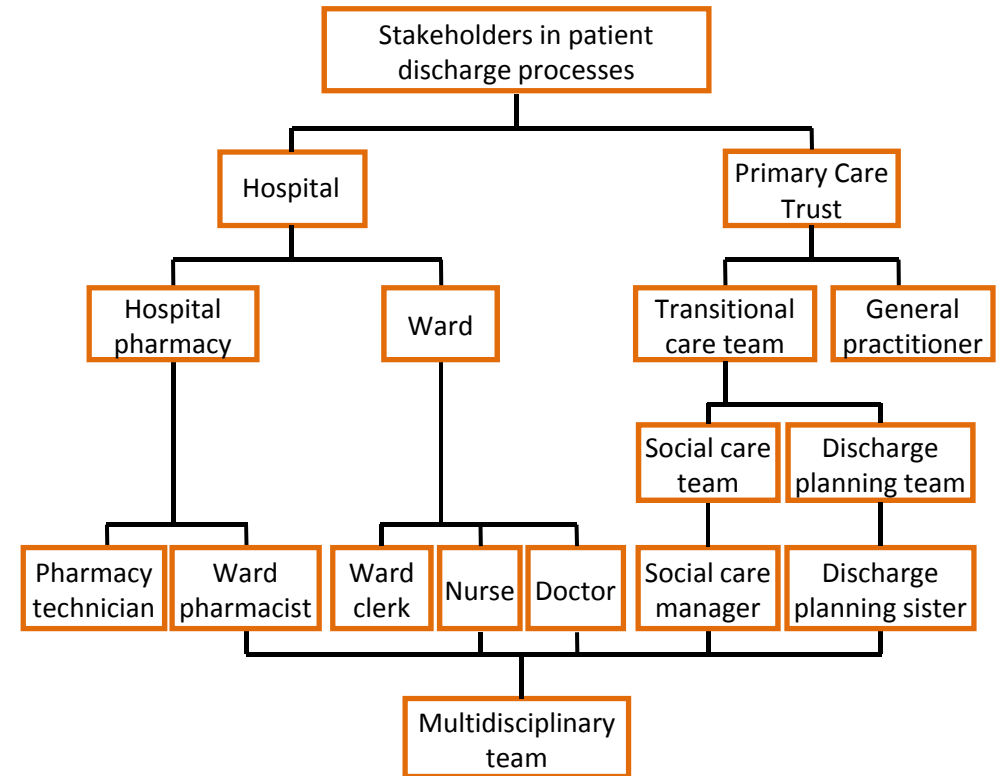 Stakeholders in patient
discharge processes
Hospital
Primary Care
Trust
Hospital
pharmacy
Ward
Transitional
care team
General
practitioner
Social care
team
Discharge
planning team
Pharmacy
technician
Ward
pharmacist
Ward
clerk
Nurse
Doctor
Social care
manager
Discharge
planning sister
Multidisciplinary
team